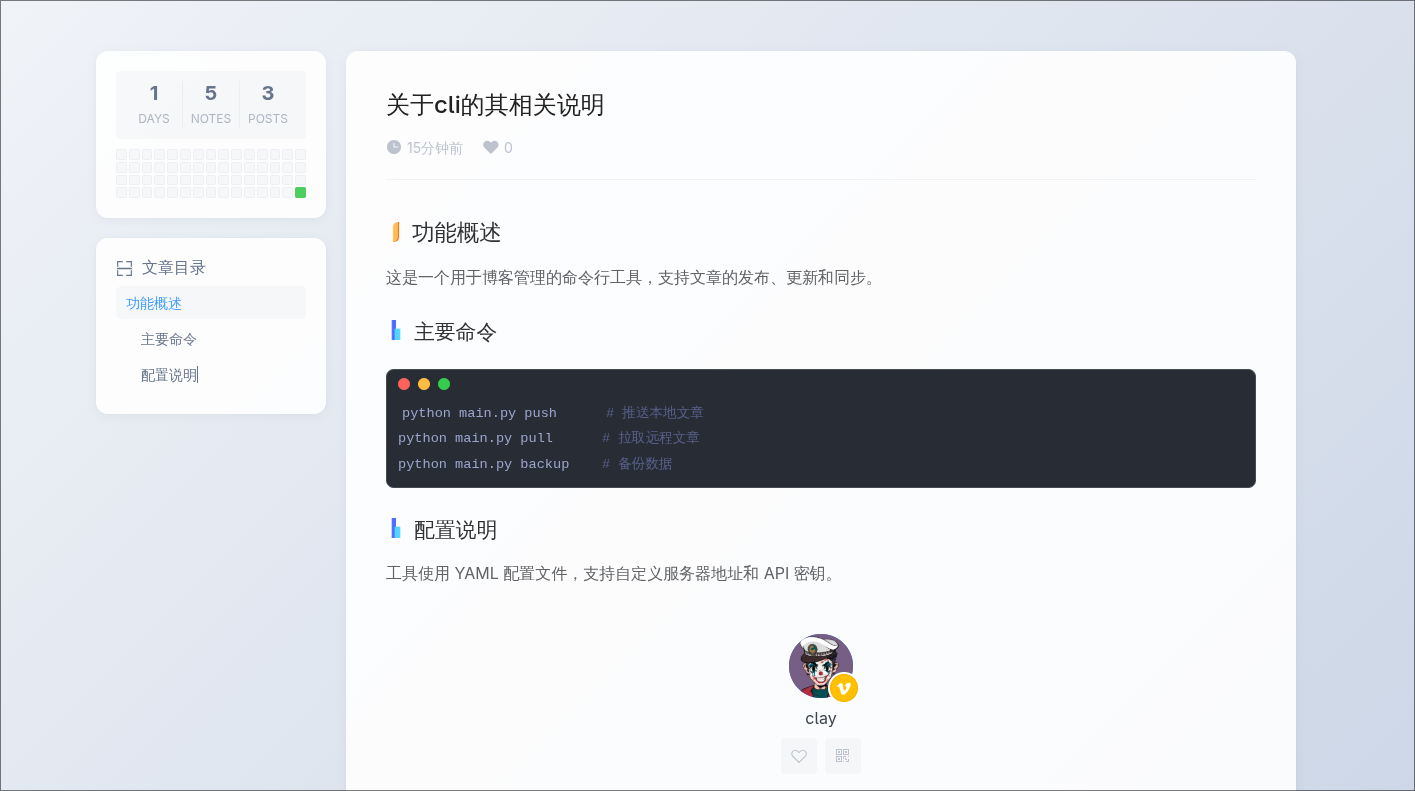 1 5 3
DAYS NOTES POSTS
文章目录
功能概述
主要命令
配置说明
关于cli的其相关说明
15分钟前 0
功能概述
这是一个用于博客管理的命令行工具，支持文章的发布、更新和同步。
主要命令
python main.py push # 推送本地文章
python main.py pull # 拉取远程文章
python main.py backup # 备份数据
配置说明
工具使用 YAML 配置文件，支持自定义服务器地址和 API 密钥。
clay